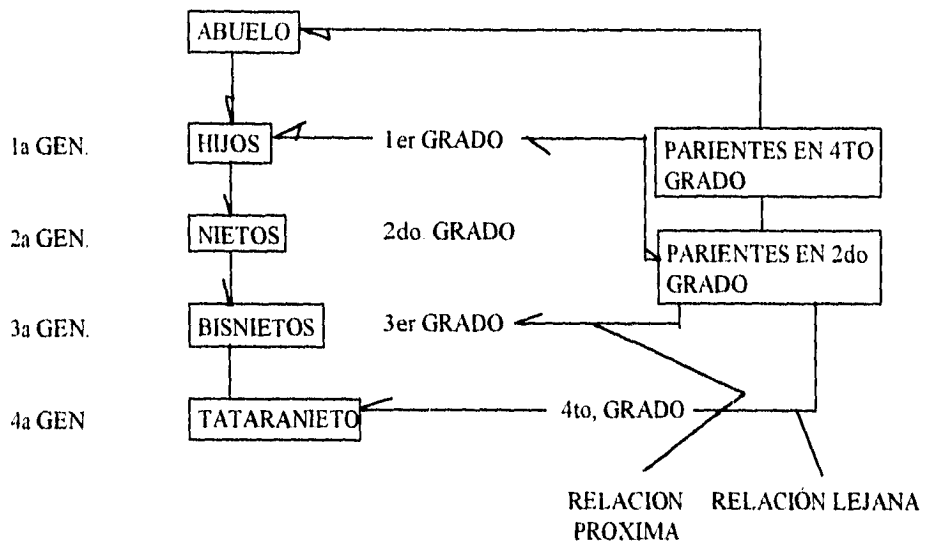 ABUELO
1a GEN.
HIJOS
1er GRADO
PARIENTES EN 4TO
GRADO
2a GEN.
NIETOS
2do. GRADO
PARIENTES EN 2do
GRADO
3a GEN.
BISNIETOS
3er GRADO
4a GEN
TATARANIETO
4to, GRADO
RELACION
PROXIMA
RELACIÓN LEJANA